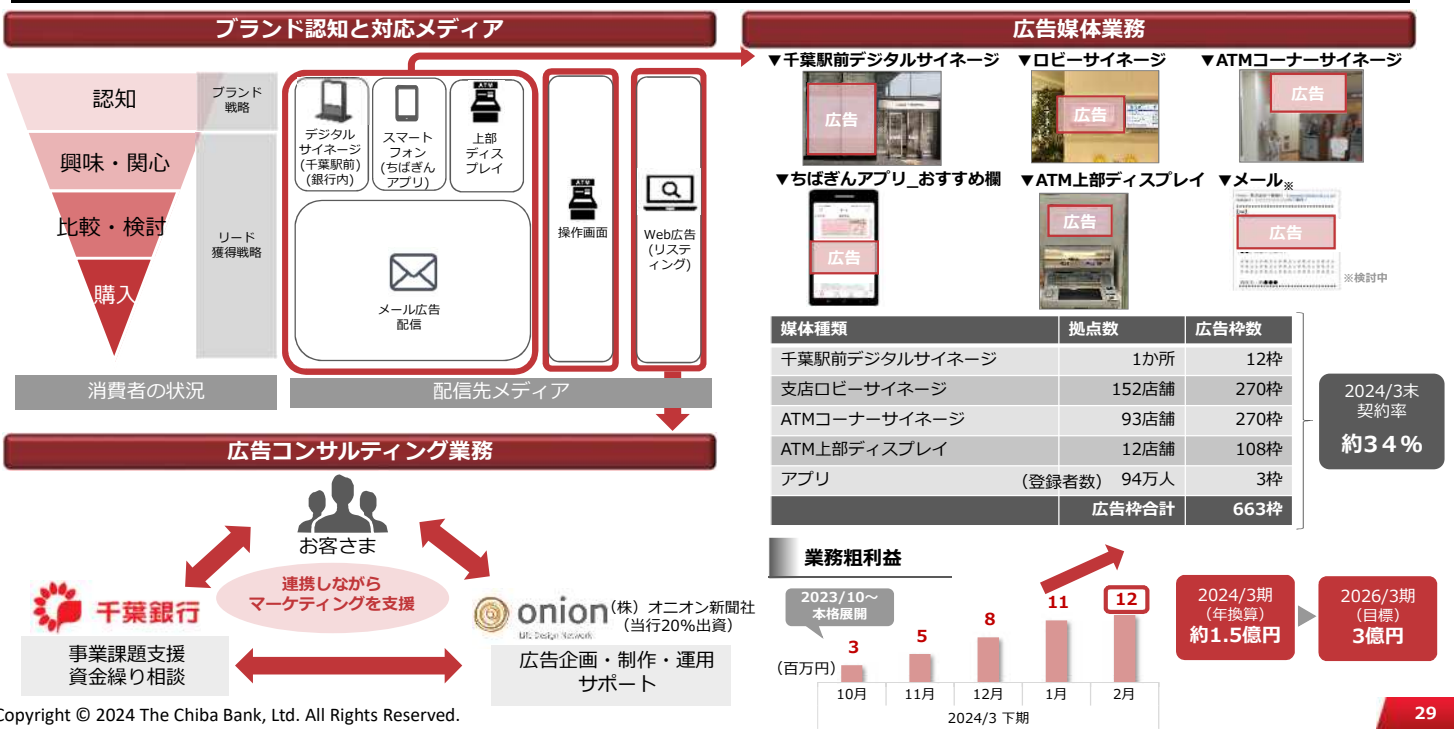 ブランド認知と対応メディア
認知
興味・関心
比較・検討
購入
ブランド
戦略
リード
獲得戦略
デジタル
サイネージ
(千葉駅前)
(銀行内)
スマート
フォン
(ちばぎん
アプリ)
ATM
上部
ディス
プレイ
メール広告
配信
ATM
操作画面
Web広告
(リステ
ィング)
消費者の状況
配信先メディア
広告コンサルティング業務
お客さま
連携しながら
マーケティングを支援
千葉銀行
事業課題支援
資金繰り相談
onion
Life Design Network
(株)オニオン新聞社
(当行20%出資)
広告企画・制作・運用
サポート
広告媒体業務
▼千葉駅前デジタルサイネージ
広告
▼ロビーサイネージ
広告
▼ATMコーナーサイネージ
広告
▼ちばぎんアプリ_おすすめ欄
広告
▼ATM上部ディスプレイ
広告
▼メール※
広告
※検討中
媒体種類 拠点数 広告枠数
千葉駅前デジタルサイネージ 1か所 12枠
支店ロビーサイネージ 152店舗 270枠
ATMコーナーサイネージ 93店舗 270枠
ATM上部ディスプレイ 12店舗 108枠
アプリ (登録者数) 94万人 3枠
広告枠合計 663枠
2024/3末
契約率
約34%
業務粗利益
2023/10~
本格展開
(百万円)
3
5
8
11
12
10月 11月 12月 1月 2月
2024/3 下期
2024/3期
(年換算)
約1.5億円
2026/3期
(目標)
3億円
Copyright © 2024 The Chiba Bank, Ltd. All Rights Reserved.
29